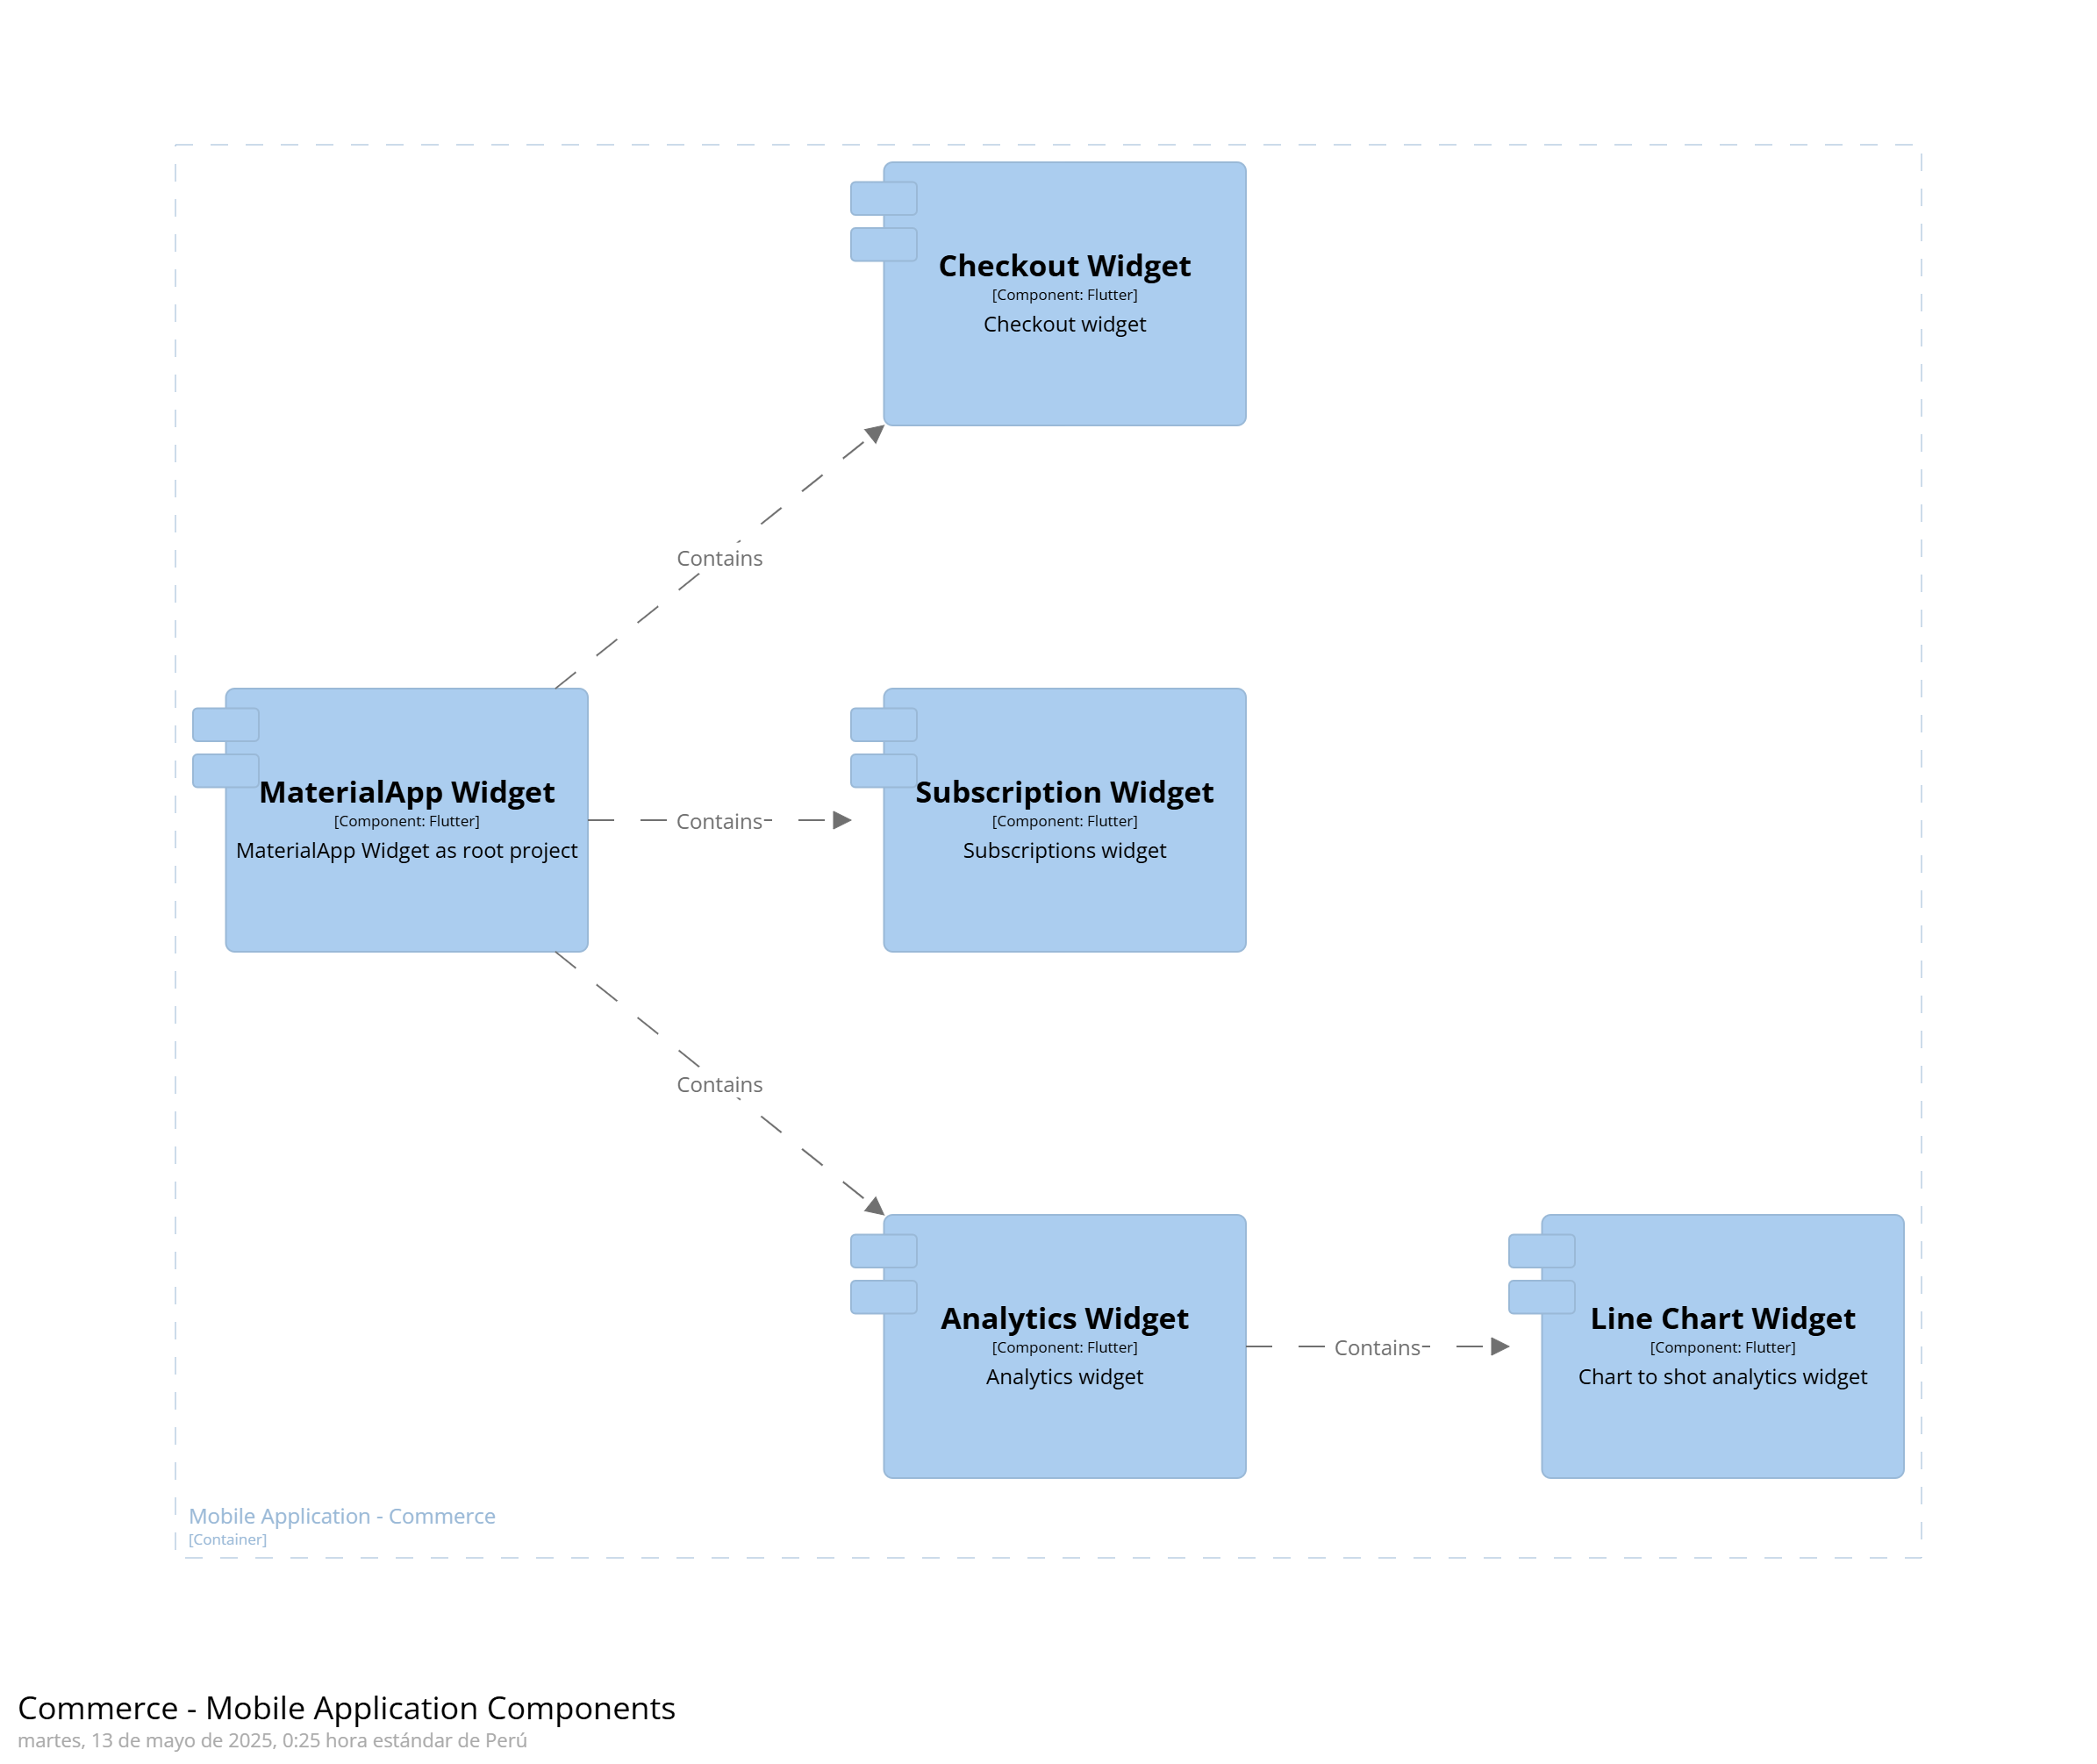 Checkout Widget
[Component: Flutter]
Checkout widget
Contains
MaterialApp Widget
[Component: Flutter]
MaterialApp Widget as root project
Contains
Subscription Widget
[Component: Flutter]
Subscriptions widget
Contains
Analytics Widget
[Component: Flutter]
Analytics widget
Contains
Line Chart Widget
[Component: Flutter]
Chart to shot analytics widget
Mobile Application - Commerce
[Container]
Commerce - Mobile Application Components
martes, 13 de mayo de 2025, 0:25 hora estándar de Perú